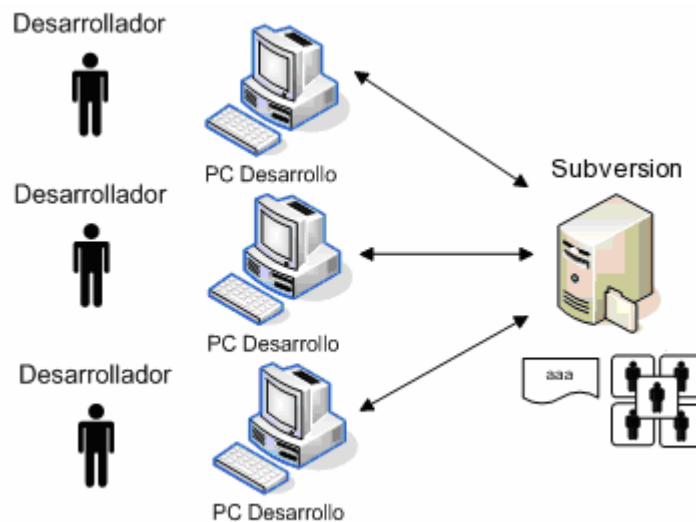 Desarrollador
PC Desarrollo
Desarrollador
Subversion
PC Desarrollo
Desarrollador
aaa
PC Desarrollo